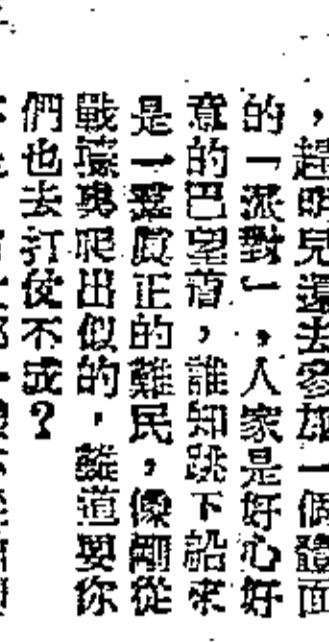 ，趕明兒還去參加一個體面
的「派對」，人家是好心好
意的巴望着，誰知跳下船來
是一羣眞正的難民，像剛從
戰壕裏爬出似的，難道要你
們也去打仗不成？